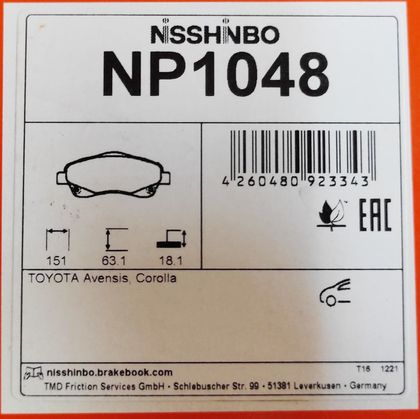 NiSSHiNBO
NP1048
4 260480 923343
EAC
151 63.1 18.1
TOYOTA Avensis, Corolla
T16 1221
nisshinbo.brakebook.com
TMD Friction Services GmbH - Schlebuscher Str. 99 - 51381 Leverkusen - Germany